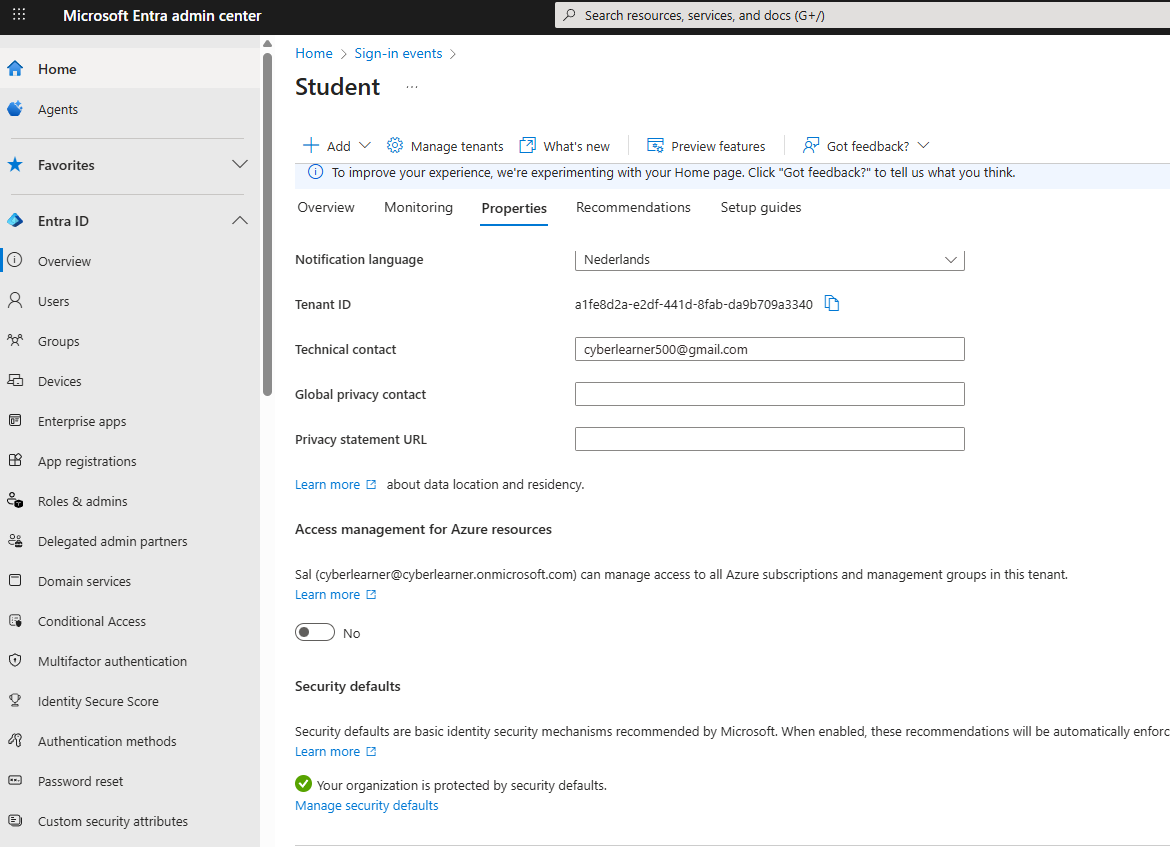 Microsoft Entra admin center
Search resources, services, and docs (G+/)
Home
Agents
Favorites
Entra ID
Overview
Users
Groups
Devices
Enterprise apps
App registrations
Roles & admins
Delegated admin partners
Domain services
Conditional Access
Multifactor authentication
Identity Secure Score
Authentication methods
Password reset
Custom security attributes
Home > Sign-in events >
Student ...
Add Manage tenants What's new Preview features Got feedback?
To improve your experience, we're experimenting with your Home page. Click "Got feedback?" to tell us what you think.
Overview Monitoring Properties Recommendations Setup guides
Notification language Nederlands
Tenant ID a1fe8d2a-e2df-441d-8fab-da9b709a3340
Technical contact cyberlearner500@gmail.com
Global privacy contact
Privacy statement URL
Learn more about data location and residency.
Access management for Azure resources
Sal (cyberlearner@cyberlearner.onmicrosoft.com) can manage access to all Azure subscriptions and management groups in this tenant.
Learn more
No
Security defaults
Security defaults are basic identity security mechanisms recommended by Microsoft. When enabled, these recommendations will be automatically enforc
Learn more
Your organization is protected by security defaults.
Manage security defaults